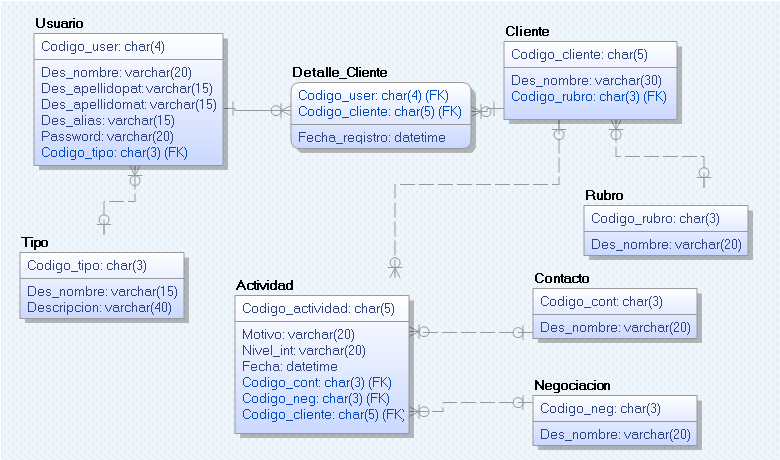 Usuario
Codigo_user: char(4)
Des_nombre: varchar(20)
Des_apellidopat: varchar(15)
Des_apellidomat: varchar(15)
Des_alias: varchar(15)
Password: varchar(20)
Codigo_tipo: char(3) (FK)
Detalle_Cliente
Codigo_user: char(4) (FK)
Codigo_cliente: char(5) (FK)
Fecha_registro: datetime
Cliente
Codigo_cliente: char(5)
Des_nombre: varchar(30)
Codigo_rubro: char(3) (FK)
Rubro
Codigo_rubro: char(3)
Des_nombre: varchar(20)
Tipo
Codigo_tipo: char(3)
Des_nombre: varchar(15)
Descripcion: varchar(40)
Actividad
Codigo_actividad: char(5)
Motivo: varchar(20)
Nivel_int: varchar(20)
Fecha: datetime
Codigo_cont: char(3) (FK)
Codigo_neg: char(3) (FK)
Codigo_cliente: char(5) (FK)
Contacto
Codigo_cont: char(3)
Des_nombre: varchar(20)
Negociacion
Codigo_neg: char(3)
Des_nombre: varchar(20)